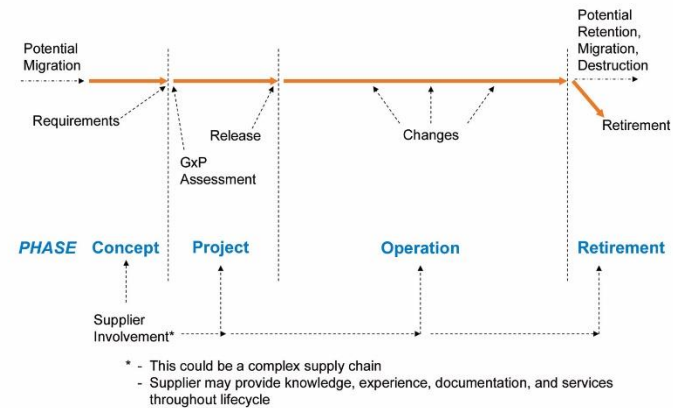 Potential
Migration
Potential
Retention,
Migration,
Destruction
Requirements
Release
Changes
Retirement
GxP
Assessment
PHASE Concept Project Operation Retirement
Supplier
Involvement*
* - This could be a complex supply chain
- Supplier may provide knowledge, experience, documentation, and services
throughout lifecycle